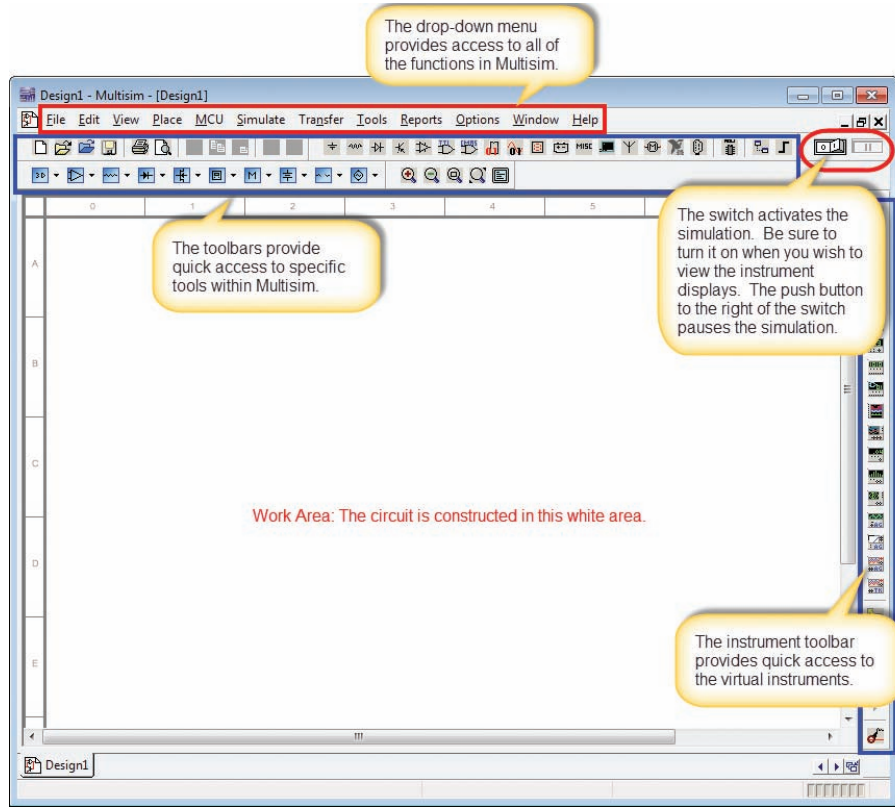 The drop-down menu
provides access to all of
the functions in Multisim.
Design1 - Multisim - [Design1]
File Edit View Place MCU Simulate Transfer Tools Reports Options Window Help
MISC
0 1 2 3 4 5
The toolbars provide
quick access to specific
tools within Multisim.
The switch activates the
simulation. Be sure to
turn it on when you wish to
view the instrument
displays. The push button
to the right of the switch
pauses the simulation.
A
B
C
Work Area: The circuit is constructed in this white area.
D
The instrument toolbar
provides quick access to
the virtual instruments.
E
Design1